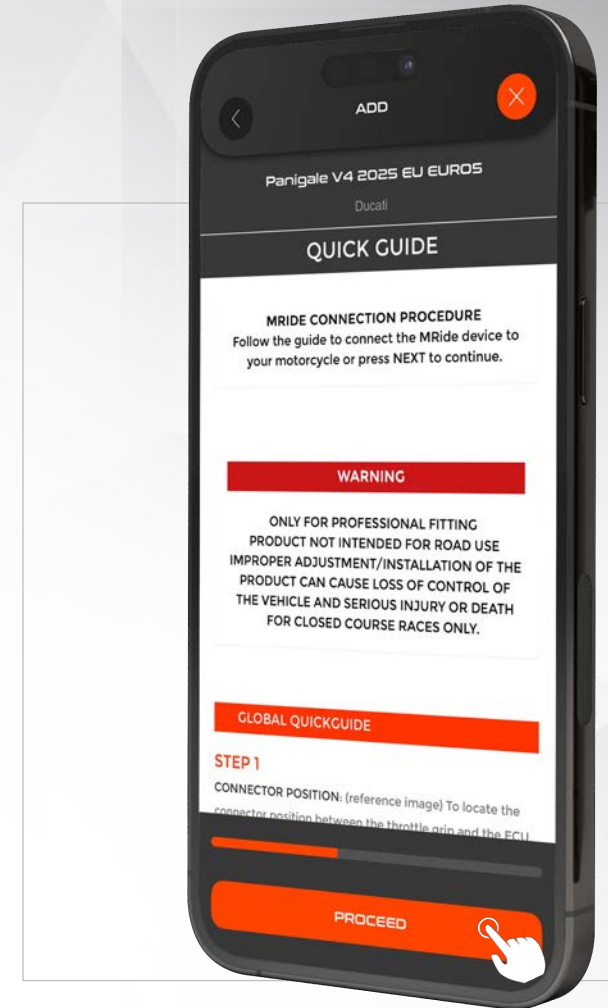 ADD
Panigale V4 2025 EU EURO5
Ducati
QUICK GUIDE
MRIDE CONNECTION PROCEDURE
Follow the guide to connect the MRide device to
your motorcycle or press NEXT to continue.
WARNING
ONLY FOR PROFESSIONAL FITTING
PRODUCT NOT INTENDED FOR ROAD USE
IMPROPER ADJUSTMENT/INSTALLATION OF THE
PRODUCT CAN CAUSE LOSS OF CONTROL OF
THE VEHICLE AND SERIOUS INJURY OR DEATH
FOR CLOSED COURSE RACES ONLY.
GLOBAL QUICKGUIDE
STEP 1
CONNECTOR POSITION: (reference image) To locate the
connector position between the throttle grip and the ECU
PROCEED